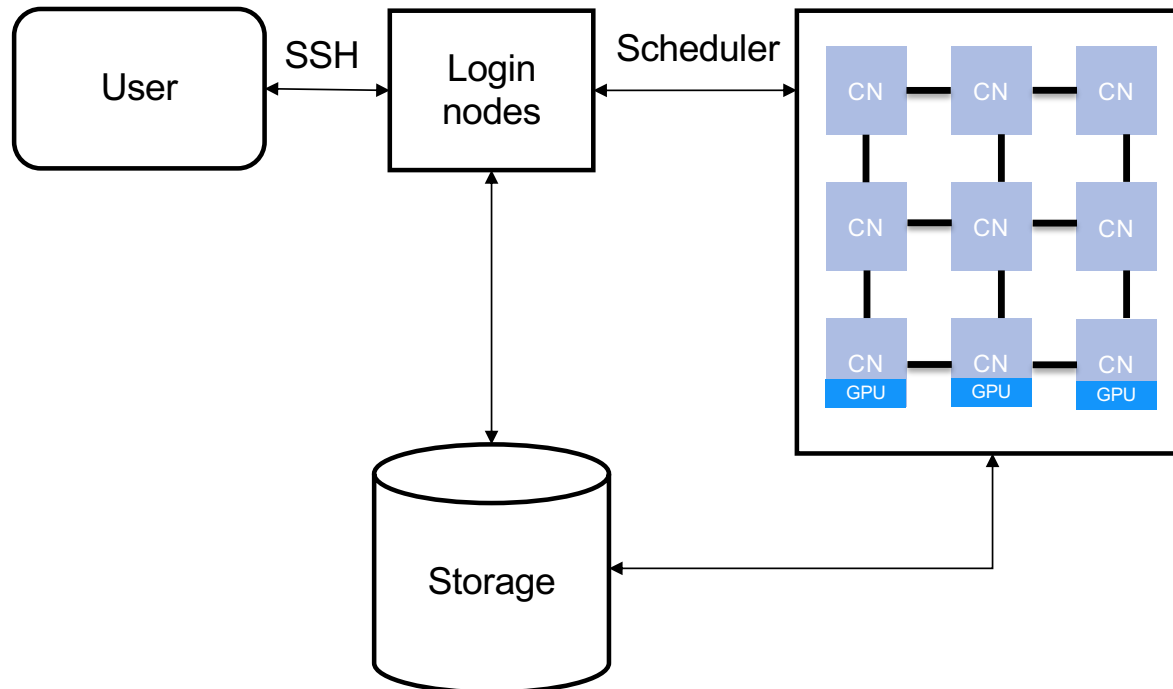 User
SSH
Login
nodes
Scheduler
CN
CN
CN
CN
CN
CN
CN
CN
CN
GPU
GPU
GPU
Storage